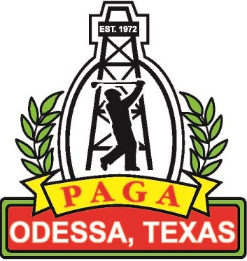 EST. 1972
PAGA
ODESSA, TEXAS